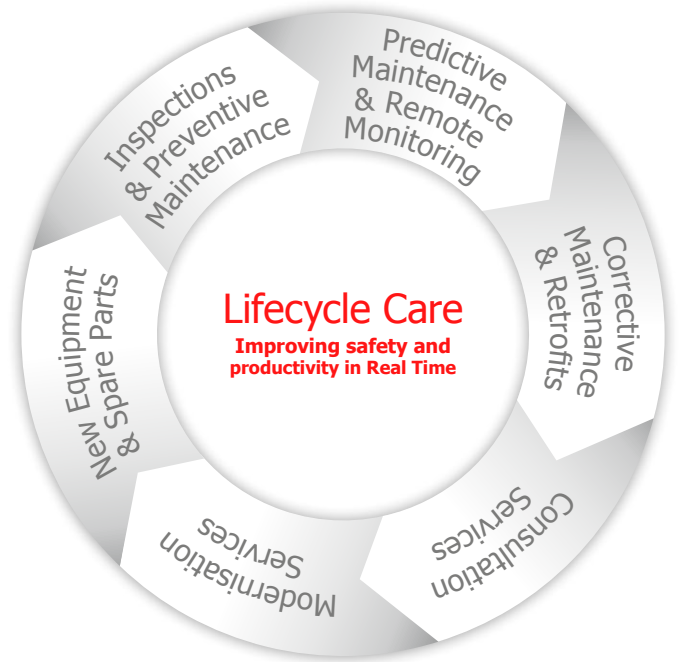 Lifecycle Care
Improving safety and
productivity in Real Time
Inspections
& Preventive
Maintenance
Predictive
Maintenance
& Remote
Monitoring
Corrective
Maintenance
& Retrofits
Consultation
Services
Modernisation
Services
New Equipment
& Spare Parts